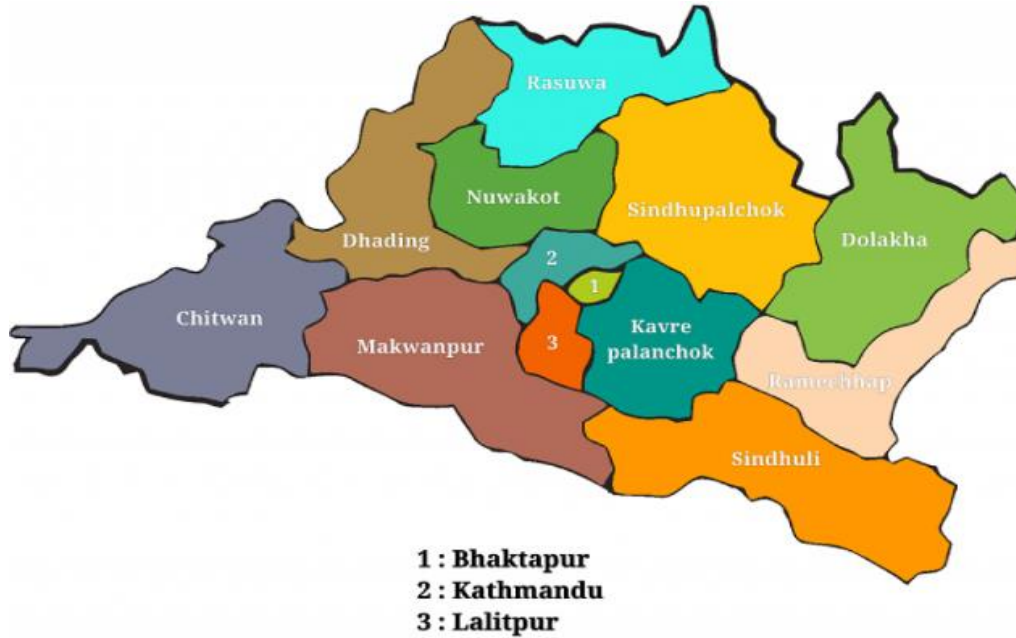 Rasuwa
Nuwakot
Sindhupalchok
Dhading
Dolakha
2
1
Chitwan
Makwanpur
3
Kavre
palanchok
Ramechhap
Sindhuli
1 : Bhaktapur
2 : Kathmandu
3 : Lalitpur